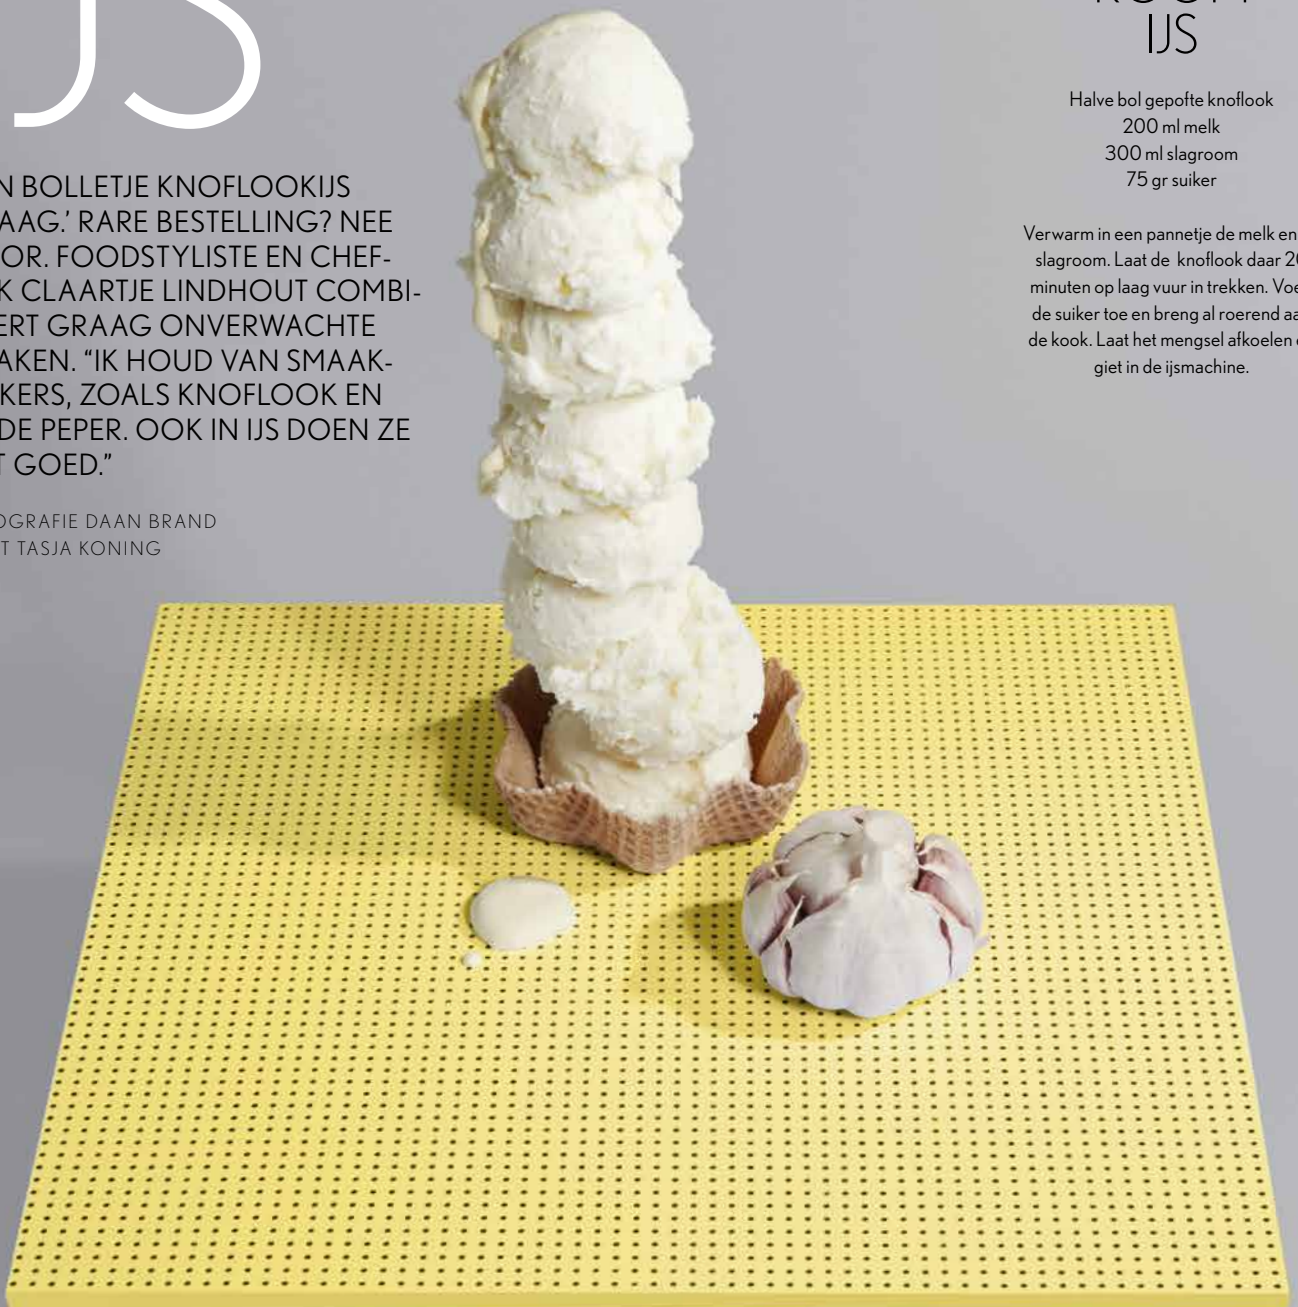 IJS
N BOLLETJE KNOFLOOKIJS
AAG.’ RARE BESTELLING? NEE
OR. FOODSTYLISTE EN CHEF-
K CLAARTJE LINDHOUT COMBI-
ERT GRAAG ONVERWACHTE
AKEN. “IK HOUD VAN SMAAK-
KERS, ZOALS KNOFLOOK EN
DE PEPER. OOK IN IJS DOEN ZE
T GOED.”
OGRAFIE DAAN BRAND
T TASJA KONING
ROOM
IJS
Halve bol gepofte knoflook
200 ml melk
300 ml slagroom
75 gr suiker
Verwarm in een pannetje de melk en
slagroom. Laat de knoflook daar 20
minuten op laag vuur in trekken. Voe
de suiker toe en breng al roerend aa
de kook. Laat het mengsel afkoelen e
giet in de ijsmachine.